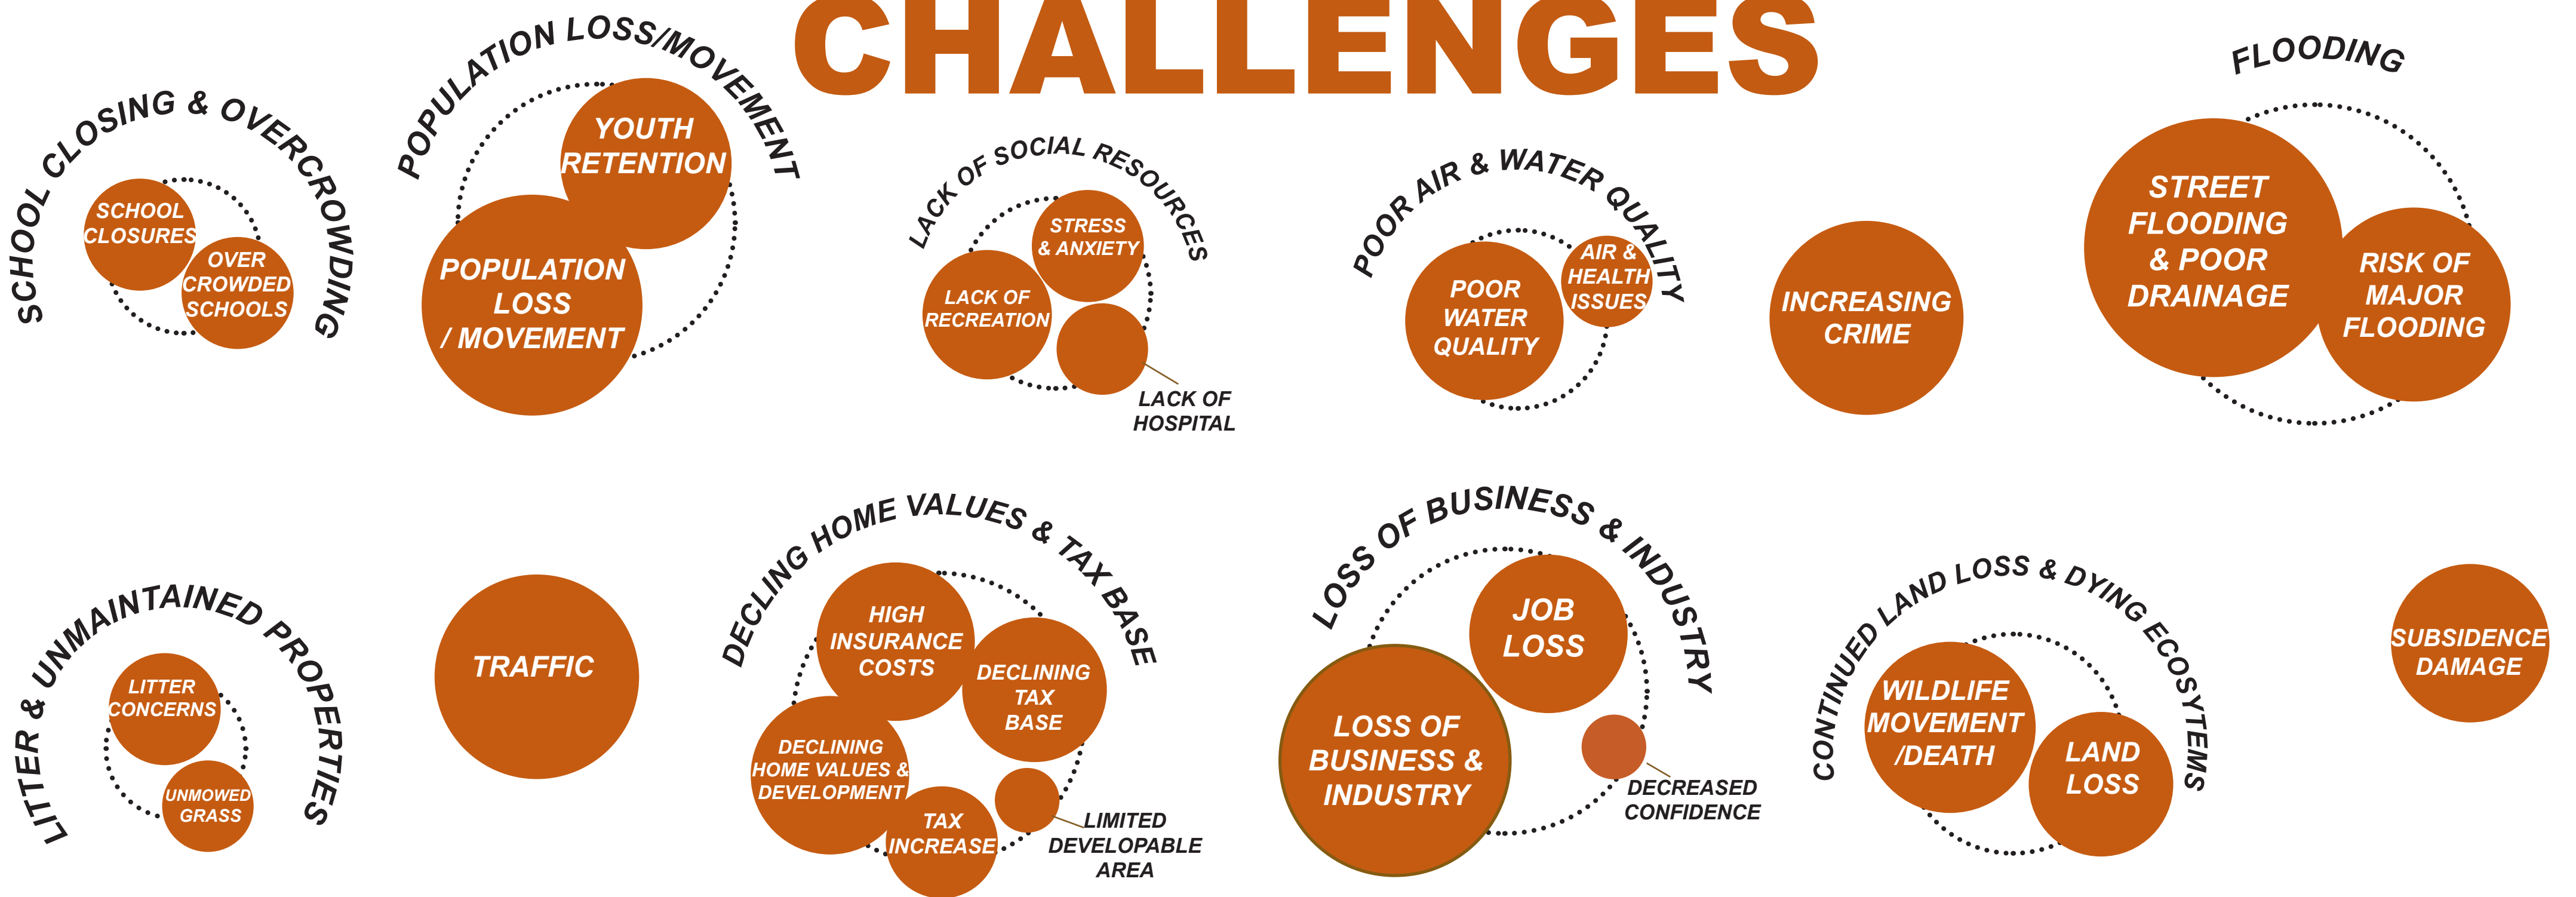 CHALLENGES
SCHOOL CLOSING & OVERCROWDING
SCHOOL
CLOSURES
OVER
CROWDED
SCHOOLS
POPULATION LOSS/MOVEMENT
YOUTH
RETENTION
POPULATION
LOSS
/ MOVEMENT
LACK OF SOCIAL RESOURCES
STRESS
& ANXIETY
LACK OF
RECREATION
LACK OF
HOSPITAL
POOR AIR & WATER QUALITY
POOR
WATER
QUALITY
AIR &
HEALTH
ISSUES
INCREASING
CRIME
FLOODING
STREET
FLOODING
& POOR
DRAINAGE
RISK OF
MAJOR
FLOODING
LITTER & UNMAINTAINED PROPERTIES
LITTER
CONCERNS
UNMOWED
GRASS
TRAFFIC
DECLING HOME VALUES & TAX BASE
HIGH
INSURANCE
COSTS
DECLINING
TAX
BASE
DECLINING
HOME VALUES &
DEVELOPMENT
TAX
INCREASE
LIMITED
DEVELOPABLE
AREA
LOSS OF BUSINESS & INDUSTRY
JOB
LOSS
LOSS OF
BUSINESS &
INDUSTRY
DECREASED
CONFIDENCE
CONTINUED LAND LOSS & DYING ECOSYTEMS
WILDLIFE
MOVEMENT
/DEATH
LAND
LOSS
SUBSIDENCE
DAMAGE